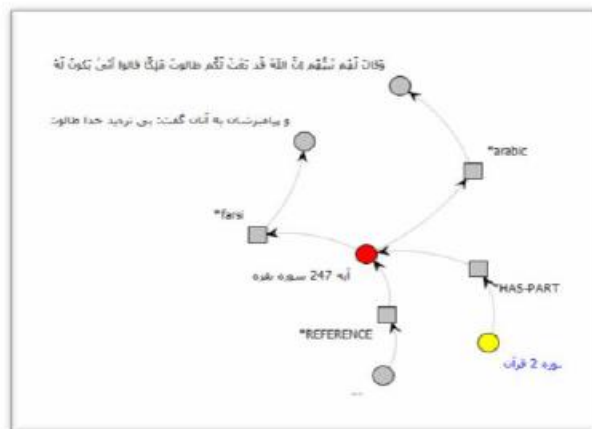 وَقَالَ لَهُمْ نَبِيُّهُمْ إِنَّ اللَّهَ قَدْ بَعَثَ لَكُمْ طَالُوتَ مَلِكًا قَالُوا أَنَّىٰ يَكُونُ لَهُ
و پیامبرشان به آنان گفت: بی تردید خدا طالوت
*arabic
*farsi
آیه 247 سوره بقره
*HAS-PART
*REFERENCE
سوره 2 قرآن